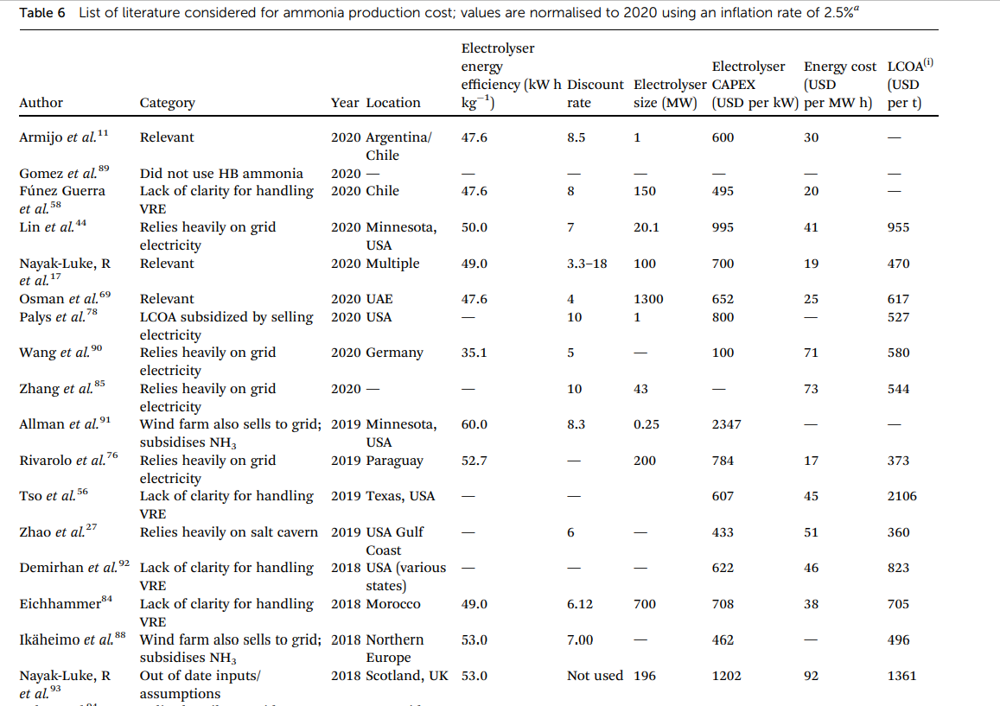 Table 6 List of literature considered for ammonia production cost; values are normalised to 2020 using an inflation rate of 2.5%a
Electrolyser
energy Electrolyser Energy cost LCOA(i)
efficiency (kW h Discount Electrolyser CAPEX (USD (USD
Author Category Year Location kg−1) rate size (MW) (USD per kW) per MW h) per t)
Armijo et al.11 Relevant 2020 Argentina/ 47.6 8.5 1 600 30 —
Chile
Gomez et al.89 Did not use HB ammonia 2020 — — — — — — —
Fúnez Guerra Lack of clarity for handling 2020 Chile 47.6 8 150 495 20 —
et al.58 VRE
Lin et al.44 Relies heavily on grid 2020 Minnesota, 50.0 7 20.1 995 41 955
electricity USA
Nayak-Luke, R Relevant 2020 Multiple 49.0 3.3–18 100 700 19 470
et al.17
Osman et al.69 Relevant 2020 UAE 47.6 4 1300 652 25 617
Palys et al.78 LCOA subsidized by selling 2020 USA — 10 1 800 — 527
electricity
Wang et al.90 Relies heavily on grid 2020 Germany 35.1 5 — 100 71 580
electricity
Zhang et al.85 Relies heavily on grid 2020 — — 10 43 — 73 544
electricity
Allman et al.91 Wind farm also sells to grid; 2019 Minnesota, 60.0 8.3 0.25 2347 — —
subsidises NH3 USA
Rivarolo et al.76 Relies heavily on grid 2019 Paraguay 52.7 — 200 784 17 373
electricity
Tso et al.56 Lack of clarity for handling 2019 Texas, USA — — 607 45 2106
VRE
Zhao et al.27 Relies heavily on salt cavern 2019 USA Gulf — 6 — 433 51 360
Coast
Demirhan et al.92 Lack of clarity for handling 2018 USA (various — — — 622 46 823
VRE states)
Eichhammer84 Lack of clarity for handling 2018 Morocco 49.0 6.12 700 708 38 705
VRE
Ikäheimo et al.88 Wind farm also sells to grid; 2018 Northern 53.0 7.00 — 462 — 496
subsidises NH3 Europe
Nayak-Luke, R Out of date inputs/ 2018 Scotland, UK 53.0 Not used 196 1202 92 1361
et al.93 assumptions